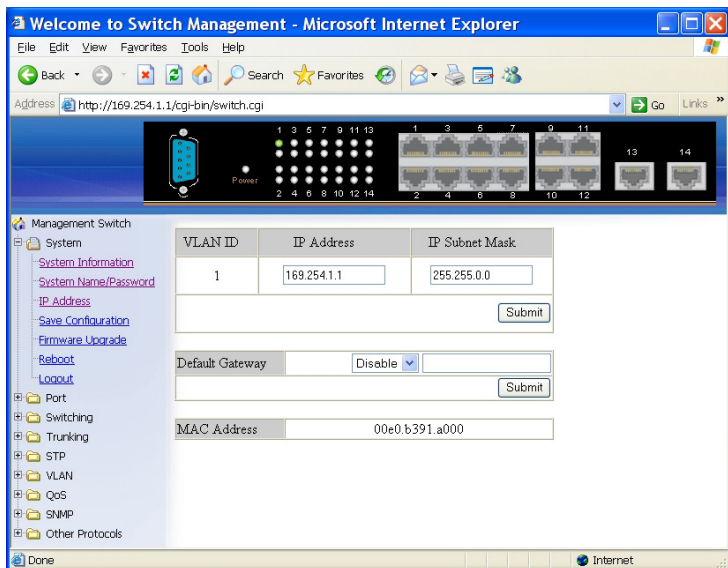 Welcome to Switch Management - Microsoft Internet Explorer
File Edit View Favorites Tools Help
Back Search Favorites
Address http://169.254.1.1/cgi-bin/switch.cgi Go Links »
1 3 5 7 9 11 13
Power
2 4 6 8 10 12 14
1 3 5 7 9 11
13 14
2 4 6 8 10 12
Management Switch
System
System Information
System Name/Password
IP Address
Save Configuration
Firmware Upgrade
Reboot
Logout
Port
Switching
Trunking
STP
VLAN
QoS
SNMP
Other Protocols
VLAN ID IP Address IP Subnet Mask
1 169.254.1.1 255.255.0.0
Submit
Default Gateway Disable
Submit
MAC Address 00e0.b391.a000
Done Internet